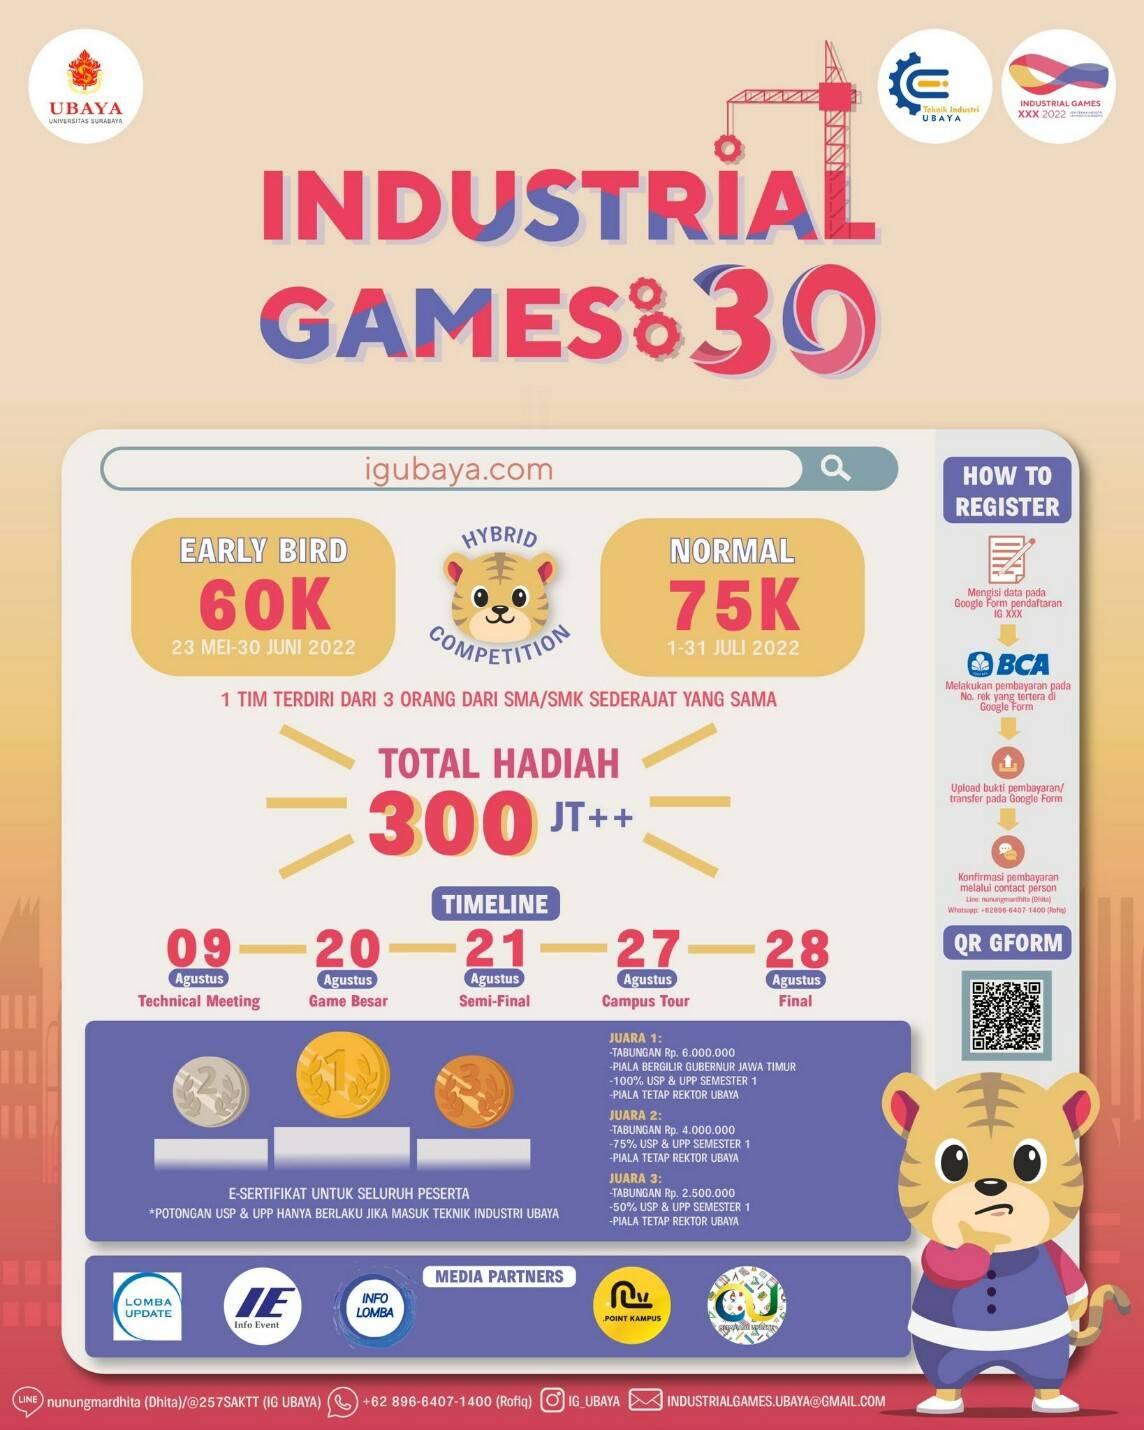 UBAYA
UNIVERSITAS SURABAYA
Teknik Industri
UBAYA
INDUSTRIAL GAMES
XXX 2022
INDUSTRIAL
GAMES 30
igubaya.com
EARLY BIRD
60K
23 MEI-30 JUNI 2022
HYBRID
COMPETITION
NORMAL
75K
1-31 JULI 2022
1 TIM TERDIRI DARI 3 ORANG DARI SMA/SMK SEDERAJAT YANG SAMA
TOTAL HADIAH
300 JT++
TIMELINE
09
Agustus
Technical Meeting
20
Agustus
Game Besar
21
Agustus
Semi-Final
27
Agustus
Campus Tour
28
Agustus
Final
2
1
3
E-SERTIFIKAT UNTUK SELURUH PESERTA
*POTONGAN USP & UPP HANYA BERLAKU JIKA MASUK TEKNIK INDUSTRI UBAYA
JUARA 1:
-TABUNGAN Rp. 6.000.000
-PIALA BERGILIR GUBERNUR JAWA TIMUR
-100% USP & UPP SEMESTER 1
-PIALA TETAP REKTOR UBAYA
JUARA 2:
-TABUNGAN Rp. 4.000.000
-75% USP & UPP SEMESTER 1
-PIALA TETAP REKTOR UBAYA
JUARA 3:
-TABUNGAN Rp. 2.500.000
-50% USP & UPP SEMESTER 1
-PIALA TETAP REKTOR UBAYA
HOW TO
REGISTER
Mengisi data pada
Google Form pendaftaran
IG XXX
BCA
Melakukan pembayaran pada
No. rek yang tertera di
Google Form
Upload bukti pembayaran/
transfer pada Google Form
Konfirmasi pembayaran
melalui contact person
Line: nunungmardhita (Dhita)
Whatsapp: +62896-6407-1400 (Rofiq)
QR GFORM
MEDIA PARTNERS
LOMBA
UPDATE
IE
Info Event
INFO
LOMBA
.POINT KAMPUS
LINE nunungmardhita (Dhita)/@257SAKTT (IG UBAYA) +62 896-6407-1400 (Rofiq) IG_UBAYA INDUSTRIALGAMES.UBAYA@GMAIL.COM